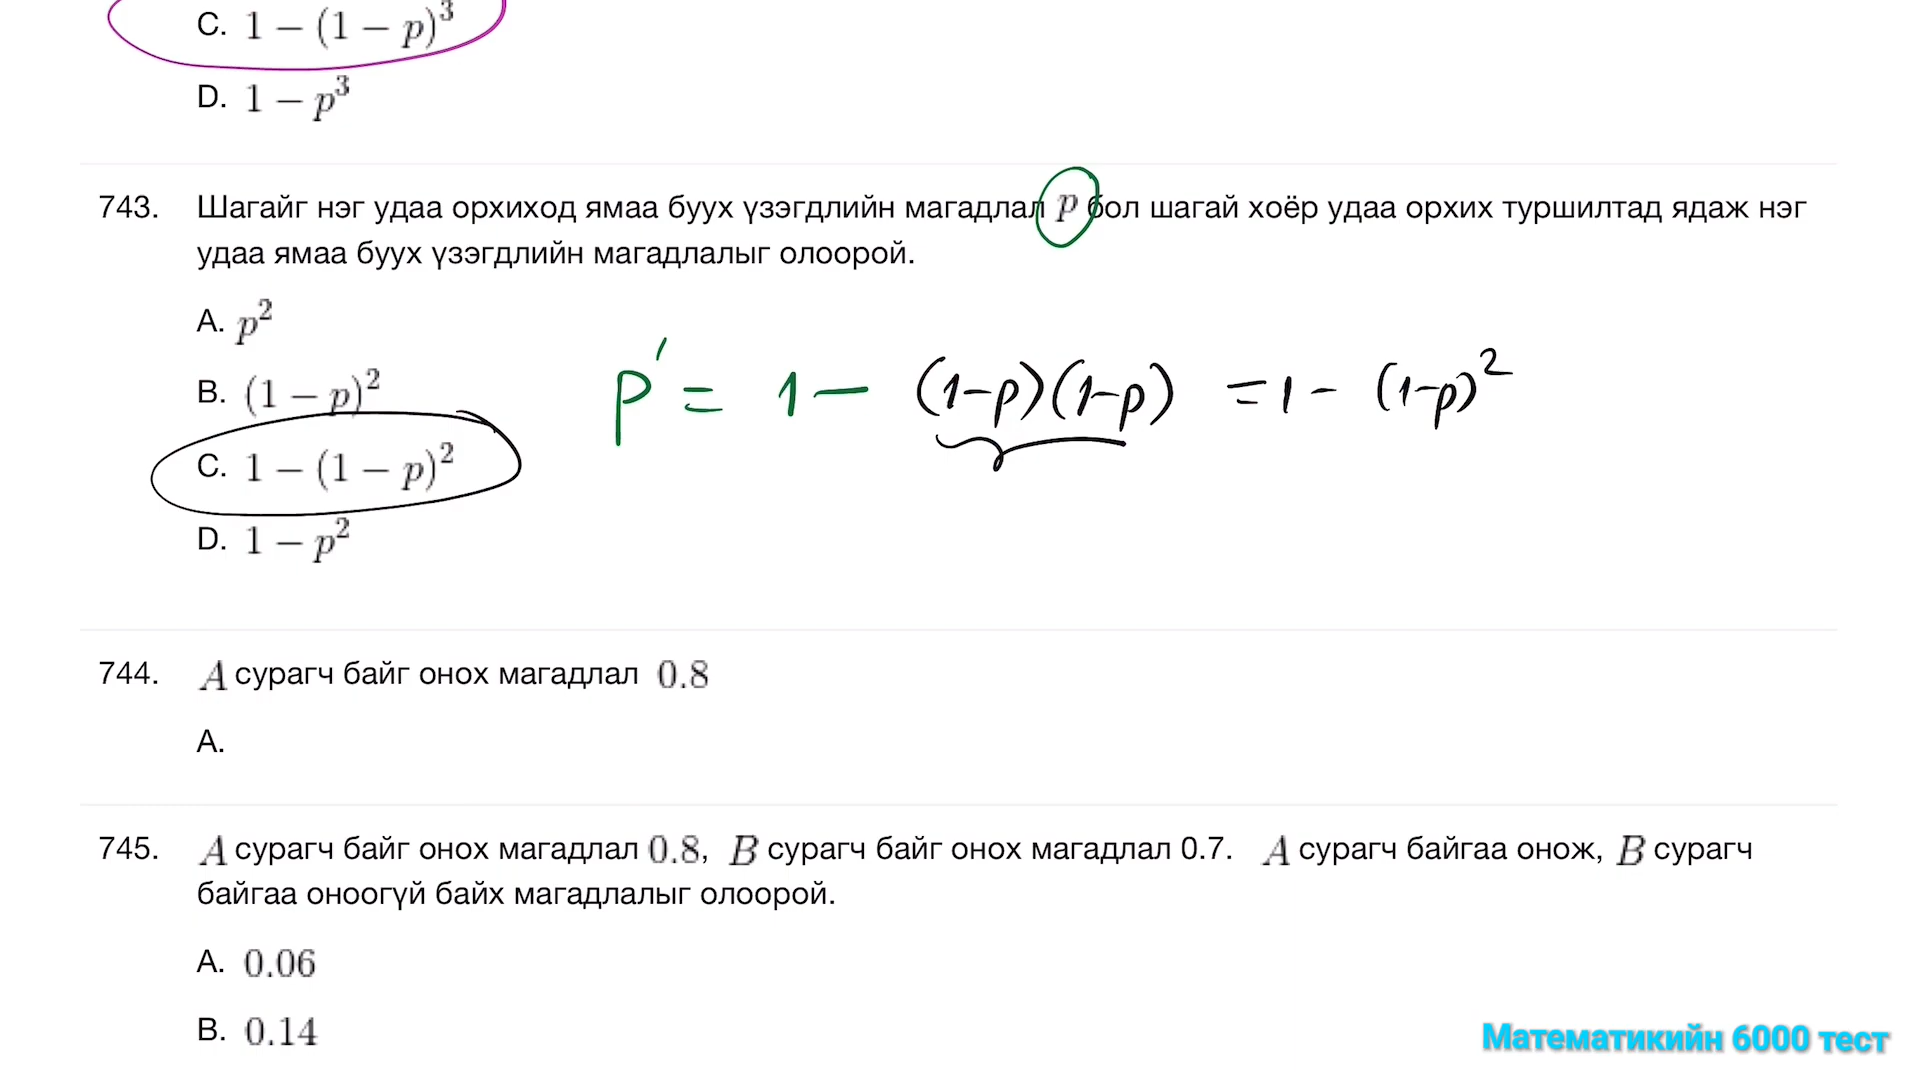 C. 1 − (1 − p)³
D. 1 − p³
743. Шагайг нэг удаа орхиход ямаа буух үзэгдлийн магадлал p бол шагай хоёр удаа орхих туршилтад ядаж нэг
удаа ямаа буух үзэгдлийн магадлалыг олоорой.
A. p²
B. (1 − p)²
p' = 1 − (1−p)(1−p) = 1 − (1−p)²
C. 1 − (1 − p)²
D. 1 − p²
744. A сурагч байг онох магадлал 0.8
A.
745. A сурагч байг онох магадлал 0.8, B сурагч байг онох магадлал 0.7. A сурагч байгаа онож, B сурагч
байгаа оноогүй байх магадлалыг олоорой.
A. 0.06
B. 0.14
Математикийн 6000 тест